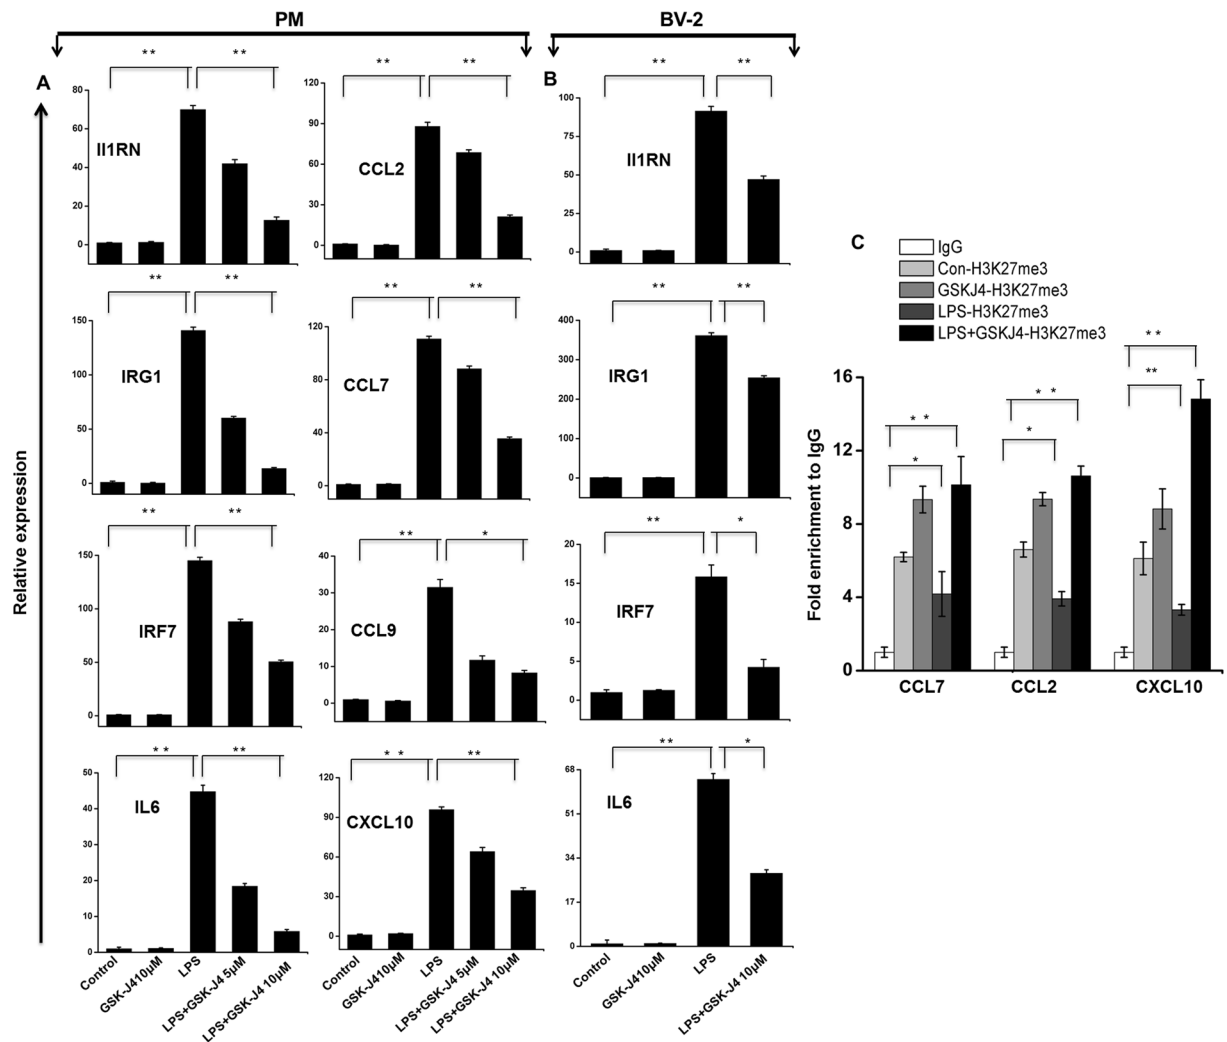 PM
BV-2
A
B
Relative expression
** **
80
60
40
20
0
Il1RN
** **
120
90
60
30
0
CCL2
** **
100
75
50
25
0
Il1RN
** **
150
100
50
0
IRG1
** **
120
80
40
0
CCL7
** **
400
300
200
100
0
IRG1
** **
150
100
50
0
IRF7
** *
40
30
20
10
0
CCL9
** *
20
15
10
5
0
IRF7
** **
50
40
30
20
10
0
IL6
** **
120
90
60
30
0
CXCL10
** *
68
51
34
17
0
IL6
Control
GSK-J410µM
LPS
LPS+GSK-J4 5µM
LPS+GSK-J4 10µM
Control
GSK-J410µM
LPS
LPS+GSK-J4 5µM
LPS+GSK-J4 10µM
Control
GSK-J410µM
LPS
LPS+GSK-J4 10µM
C
IgG
Con-H3K27me3
GSKJ4-H3K27me3
LPS-H3K27me3
LPS+GSKJ4-H3K27me3
Fold enrichment to IgG
16
12
8
4
0
**
*
**
*
**
**
CCL7 CCL2 CXCL10